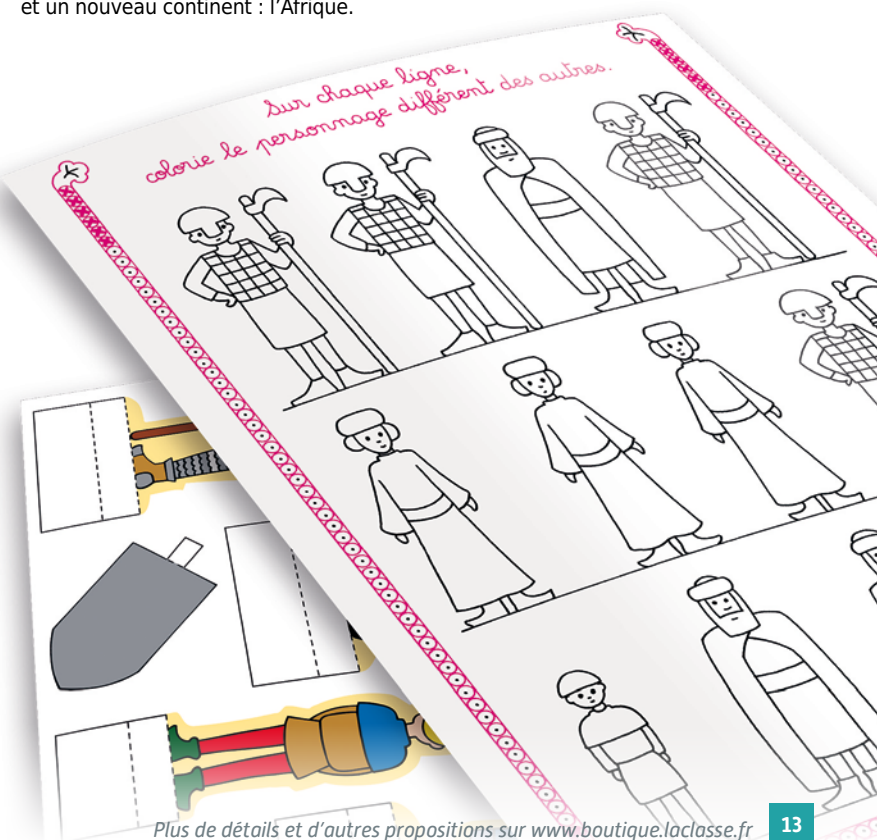 et un nouveau continent : l’Afrique.
Sur chaque ligne,
colorie le personnage différent des autres.
Plus de détails et d’autres propositions sur www.boutique.laclasse.fr
13